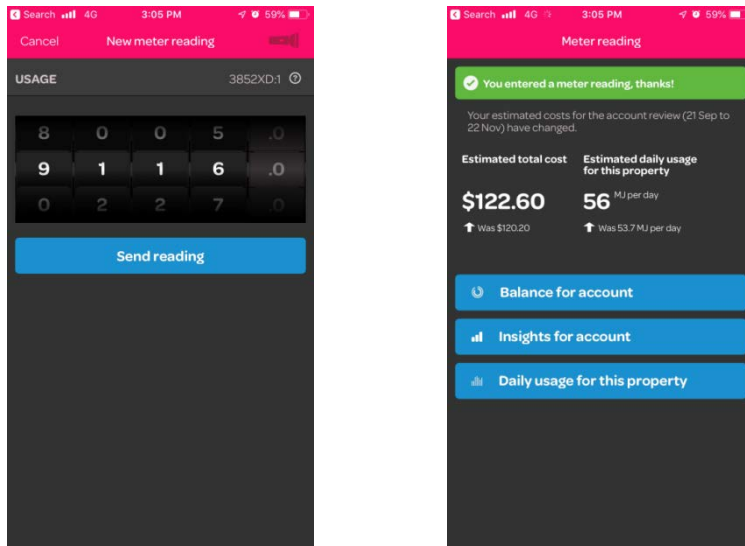 Search 4G 3:05 PM 59%
Cancel New meter reading
USAGE 3852XD:1
8 0 0 5 .0
9 1 1 6 .0
0 2 2 7 .0
Send reading
Search 4G 3:05 PM 59%
Meter reading
You entered a meter reading, thanks!
Your estimated costs for the account review (21 Sep to
22 Nov) have changed.
Estimated total cost
$122.60
Was $120.20
Estimated daily usage
for this property
56 MJ per day
Was 53.7 MJ per day
Balance for account
Insights for account
Daily usage for this property